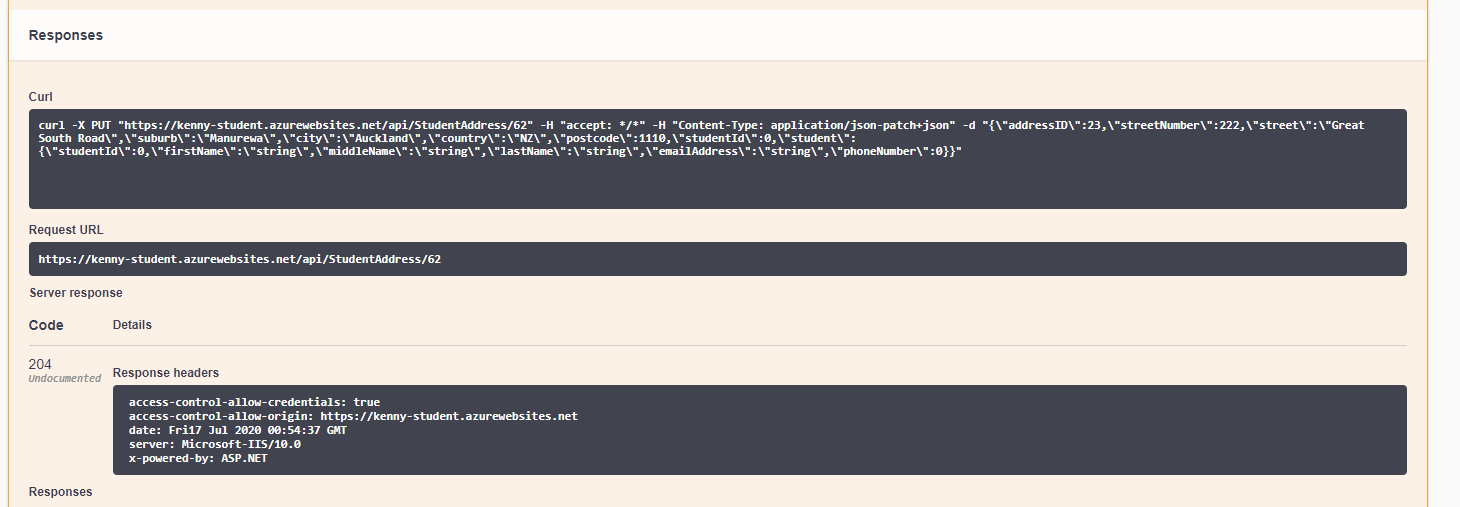 Responses
Curl
curl -X PUT "https://kenny-student.azurewebsites.net/api/StudentAddress/62" -H "accept: */*" -H "Content-Type: application/json-patch+json" -d "{\"addressID\":23,\"streetNumber\":222,\"street\":\"Great
South Road\",\"suburb\":\"Manurewa\",\"city\":\"Auckland\",\"country\":\"NZ\",\"postcode\":1110,\"studentId\":0,\"student\":
{\"studentId\":0,\"firstName\":\"string\",\"middleName\":\"string\",\"lastName\":\"string\",\"emailAddress\":\"string\",\"phoneNumber\":0}}"
Request URL
https://kenny-student.azurewebsites.net/api/StudentAddress/62
Server response
Code Details
204
Undocumented
Response headers
access-control-allow-credentials: true
access-control-allow-origin: https://kenny-student.azurewebsites.net
date: Fri17 Jul 2020 00:54:37 GMT
server: Microsoft-IIS/10.0
x-powered-by: ASP.NET
Responses